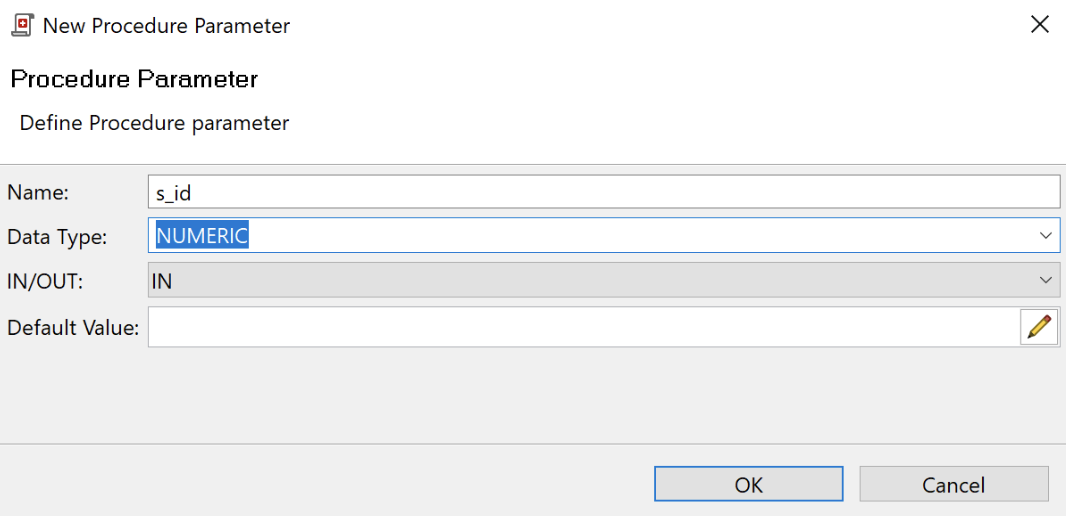 New Procedure Parameter
Procedure Parameter
Define Procedure parameter
Name: s_id
Data Type: NUMERIC
IN/OUT: IN
Default Value:
OK Cancel